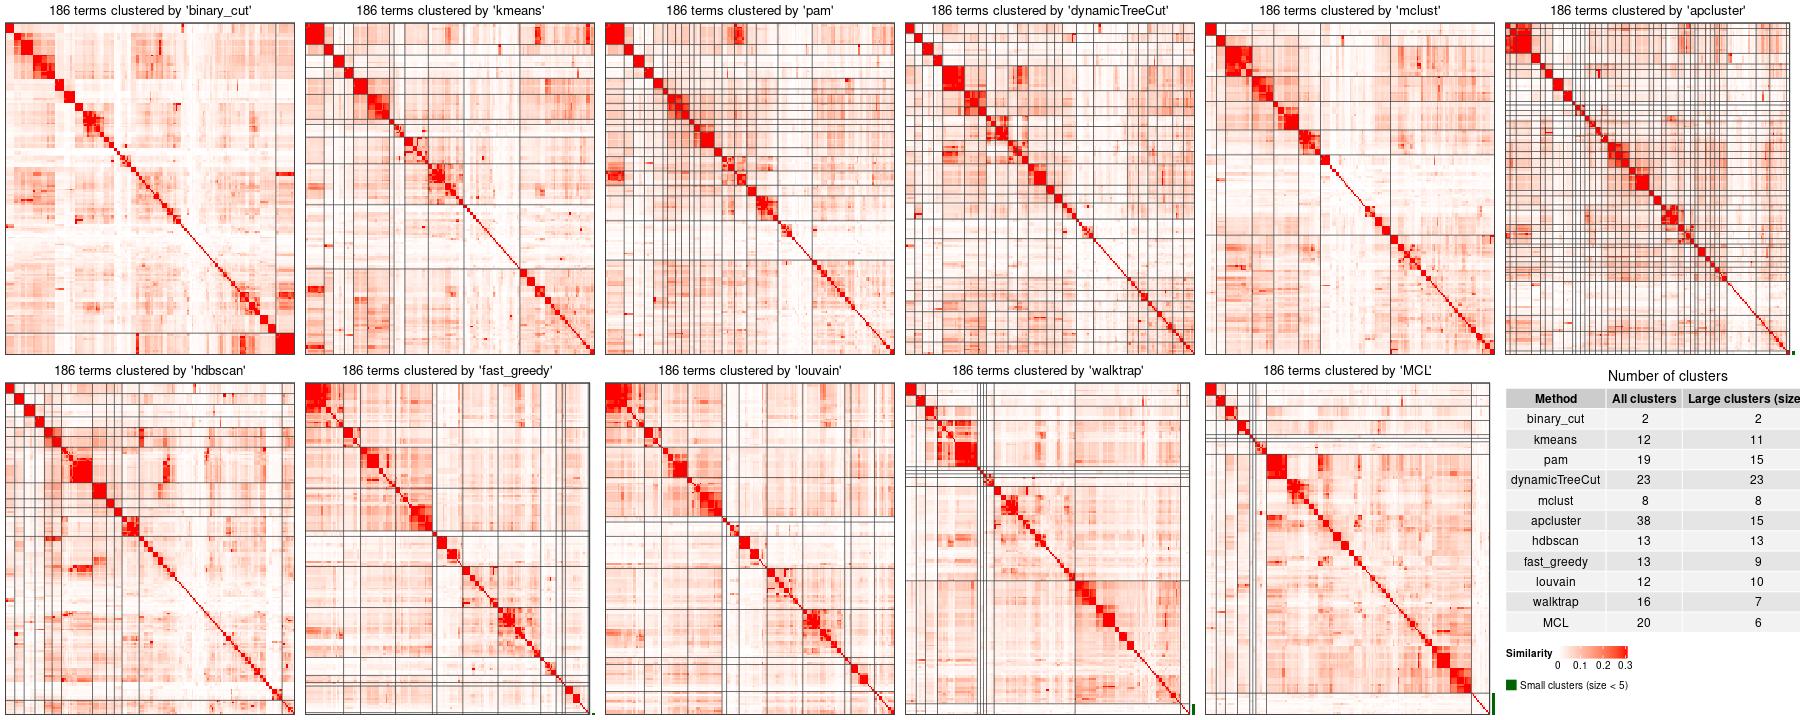 186 terms clustered by 'binary_cut'
186 terms clustered by 'kmeans'
186 terms clustered by 'pam'
186 terms clustered by 'dynamicTreeCut'
186 terms clustered by 'mclust'
186 terms clustered by 'apcluster'
186 terms clustered by 'hdbscan'
186 terms clustered by 'fast_greedy'
186 terms clustered by 'louvain'
186 terms clustered by 'walktrap'
186 terms clustered by 'MCL'
Number of clusters
Method All clusters Large clusters (size
binary_cut 2 2
kmeans 12 11
pam 19 15
dynamicTreeCut 23 23
mclust 8 8
apcluster 38 15
hdbscan 13 13
fast_greedy 13 9
louvain 12 10
walktrap 16 7
MCL 20 6
Similarity
0 0.1 0.2 0.3
Small clusters (size < 5)